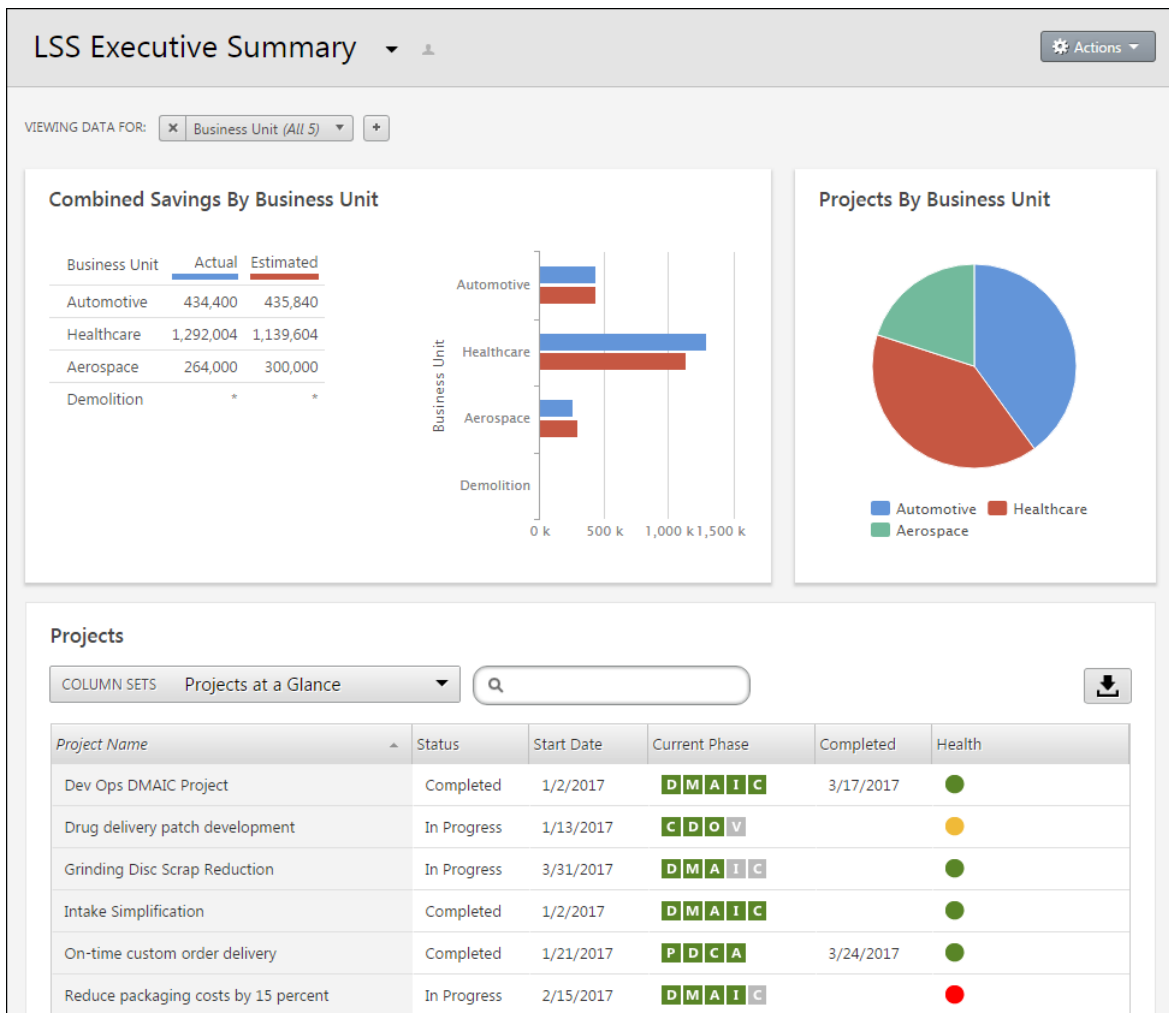 LSS Executive Summary
Actions
VIEWING DATA FOR: × Business Unit (All 5) +
Combined Savings By Business Unit
Business Unit Actual Estimated
Automotive 434,400 435,840
Healthcare 1,292,004 1,139,604
Aerospace 264,000 300,000
Demolition * *
Business Unit
Automotive
Healthcare
Aerospace
Demolition
0 k 500 k 1,000 k 1,500 k
Projects By Business Unit
Automotive Healthcare
Aerospace
Projects
COLUMN SETS Projects at a Glance
Project Name Status Start Date Current Phase Completed Health
Dev Ops DMAIC Project Completed 1/2/2017 D M A I C 3/17/2017
Drug delivery patch development In Progress 1/13/2017 C D O V
Grinding Disc Scrap Reduction In Progress 3/31/2017 D M A I C
Intake Simplification Completed 1/2/2017 D M A I C
On-time custom order delivery Completed 1/21/2017 P D C A 3/24/2017
Reduce packaging costs by 15 percent In Progress 2/15/2017 D M A I C